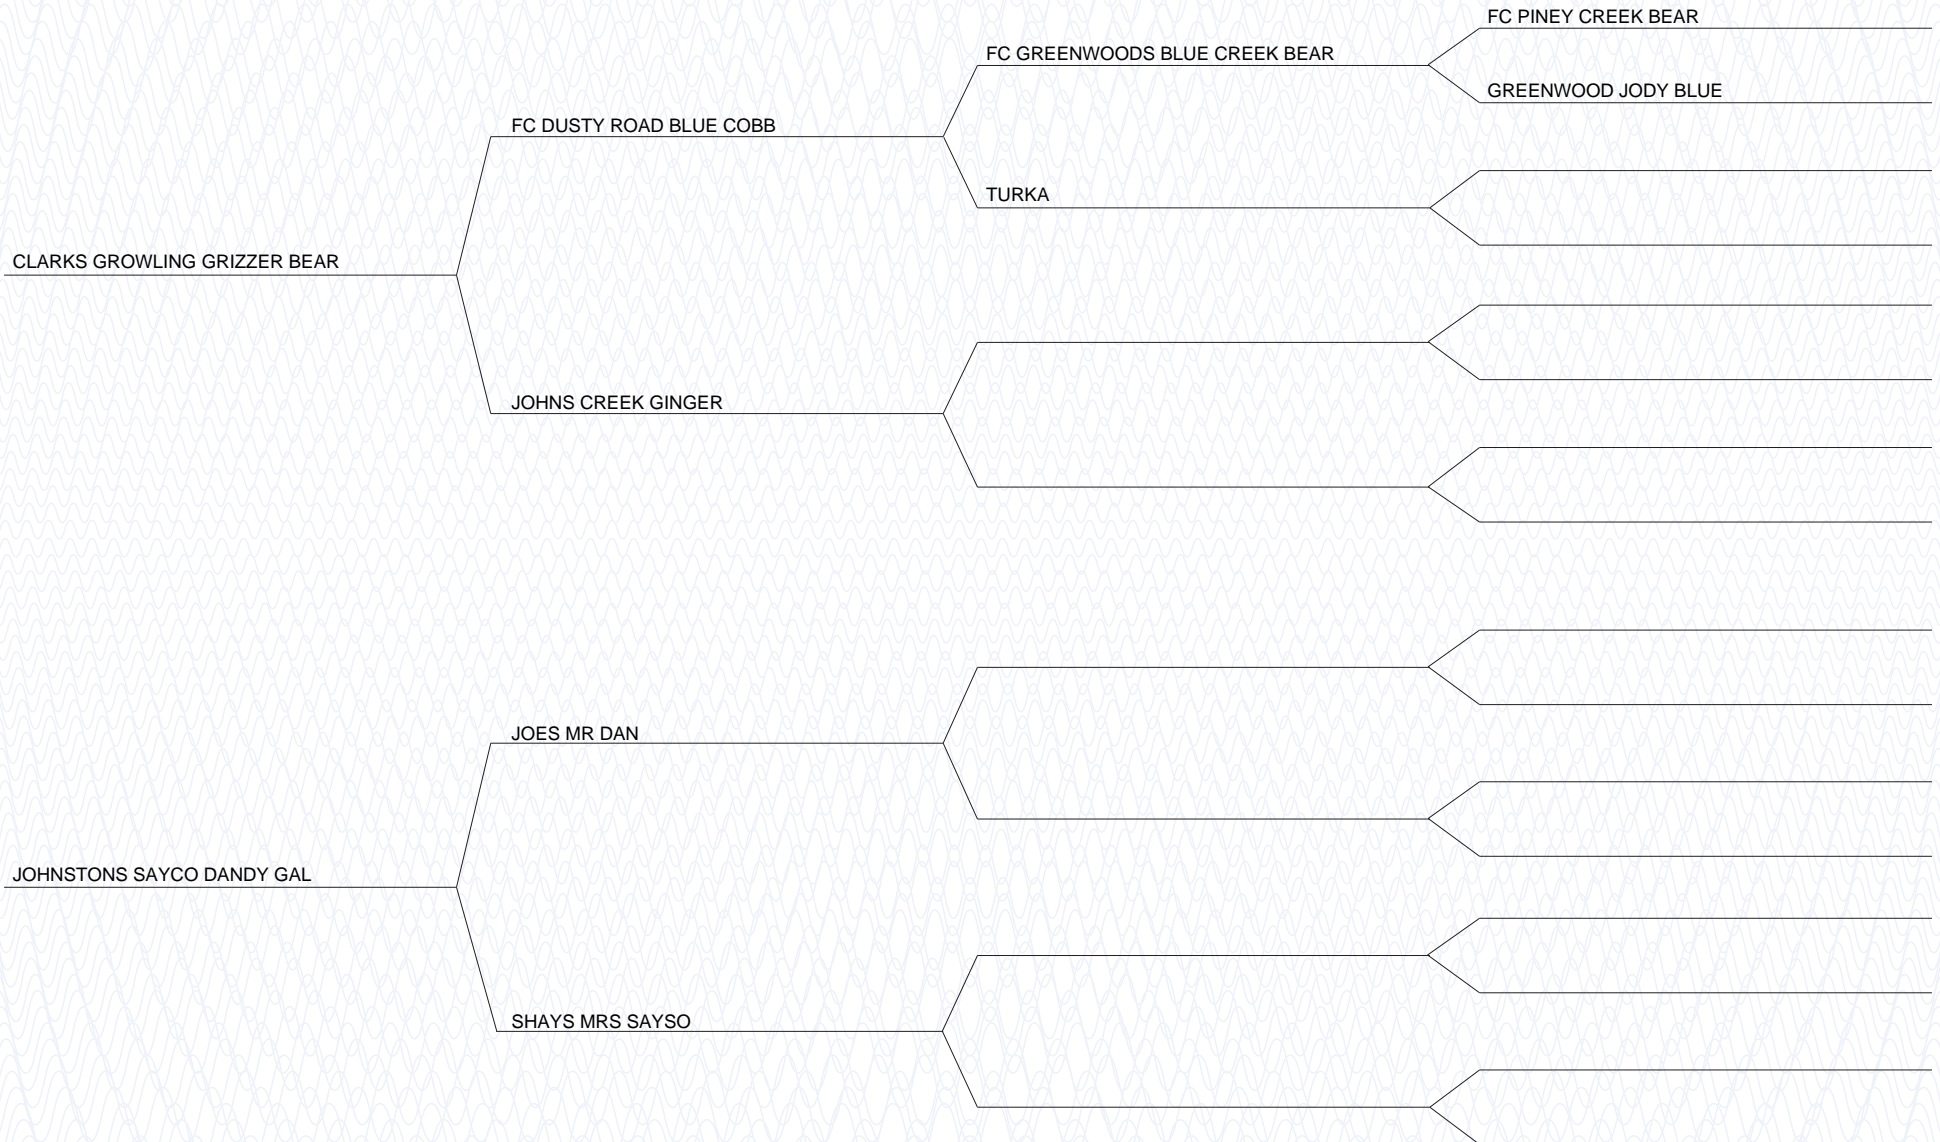 FC PINEY CREEK BEAR
FC GREENWOODS BLUE CREEK BEAR
GREENWOOD JODY BLUE
FC DUSTY ROAD BLUE COBB
TURKA
CLARKS GROWLING GRIZZER BEAR
JOHNS CREEK GINGER
JOES MR DAN
JOHNSTONS SAYCO DANDY GAL
SHAYS MRS SAYSO